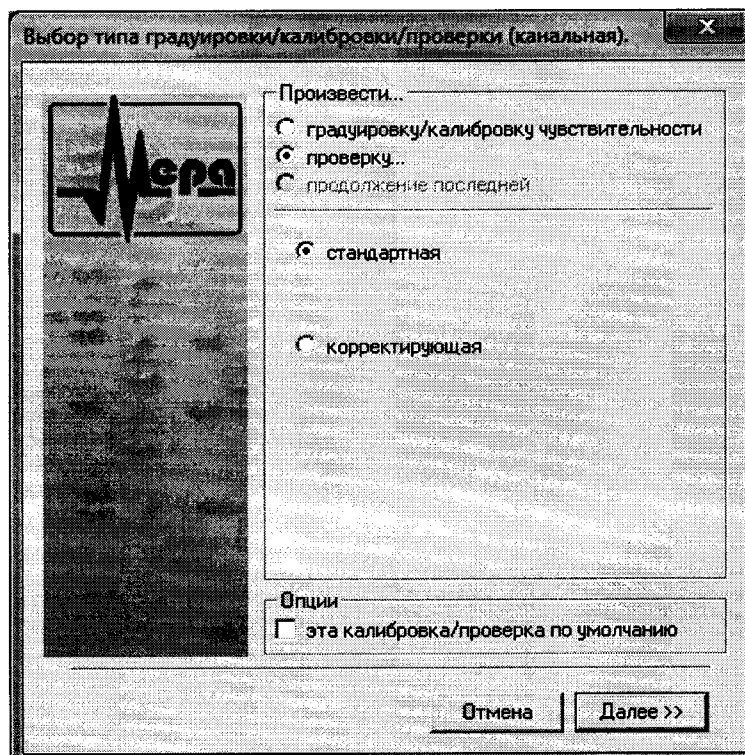 Выбор типа градуировки/калибровки/проверки (канальная).
Мера
Произвести...
градуировку/калибровку чувствительности
проверку...
продолжение последней
стандартная
корректирующая
Опции
эта калибровка/проверка по умолчанию
Отмена
Далее >>